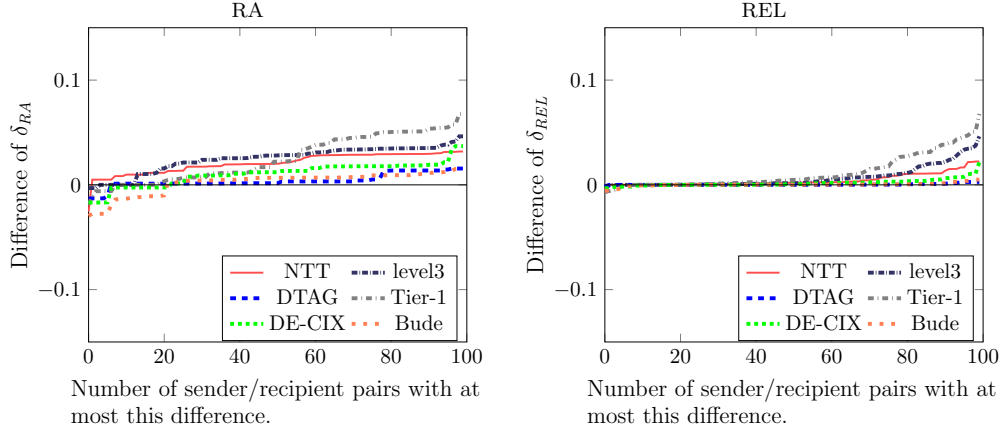 RA
Difference of δRA
0.1
0
−0.1
NTT
level3
DTAG
Tier-1
DE-CIX
Bude
0 20 40 60 80 100
Number of sender/recipient pairs with at
most this difference.
REL
Difference of δREL
0.1
0
−0.1
NTT
level3
DTAG
Tier-1
DE-CIX
Bude
0 20 40 60 80 100
Number of sender/recipient pairs with at
most this difference.